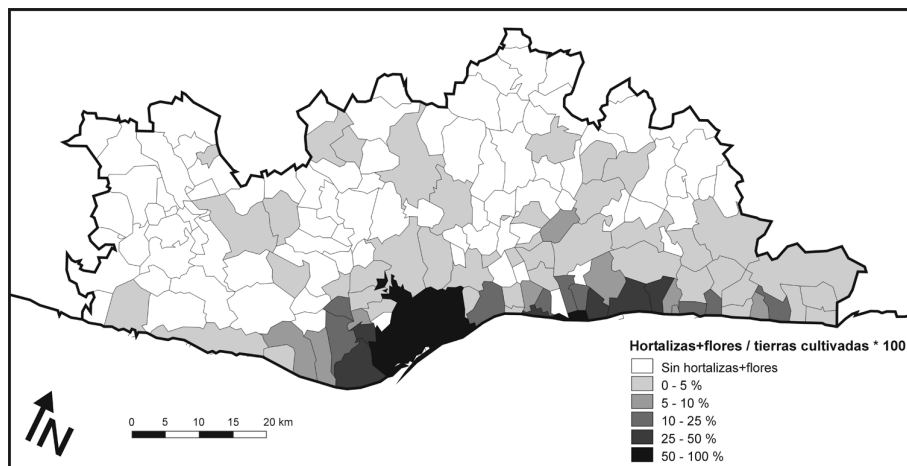 Hortalizas+flores / tierras cultivadas * 100
Sin hortalizas+flores
0 - 5 %
5 - 10 %
10 - 25 %
25 - 50 %
50 - 100 %
N
0 5 10 15 20 km